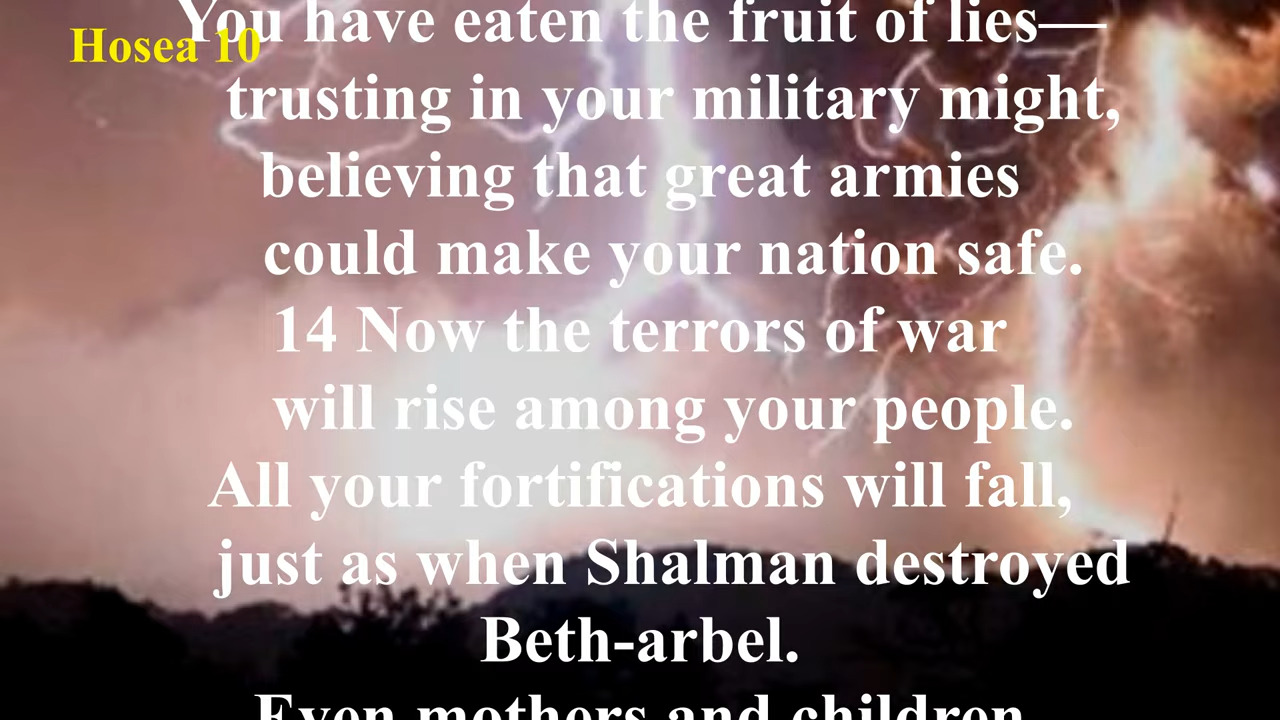 You have eaten the fruit of lies—
Hosea 10
trusting in your military might,
believing that great armies
could make your nation safe.
14 Now the terrors of war
will rise among your people.
All your fortifications will fall,
just as when Shalman destroyed
Beth-arbel.
Even mothers and children